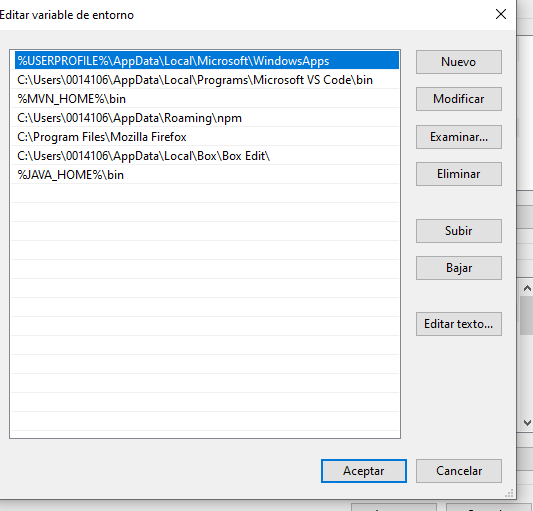 Editar variable de entorno
%USERPROFILE%\AppData\Local\Microsoft\WindowsApps
C:\Users\0014106\AppData\Local\Programs\Microsoft VS Code\bin
%MVN_HOME%\bin
C:\Users\0014106\AppData\Roaming\npm
C:\Program Files\Mozilla Firefox
C:\Users\0014106\AppData\Local\Box\Box Edit\
%JAVA_HOME%\bin
Nuevo
Modificar
Examinar...
Eliminar
Subir
Bajar
Editar texto...
Aceptar
Cancelar